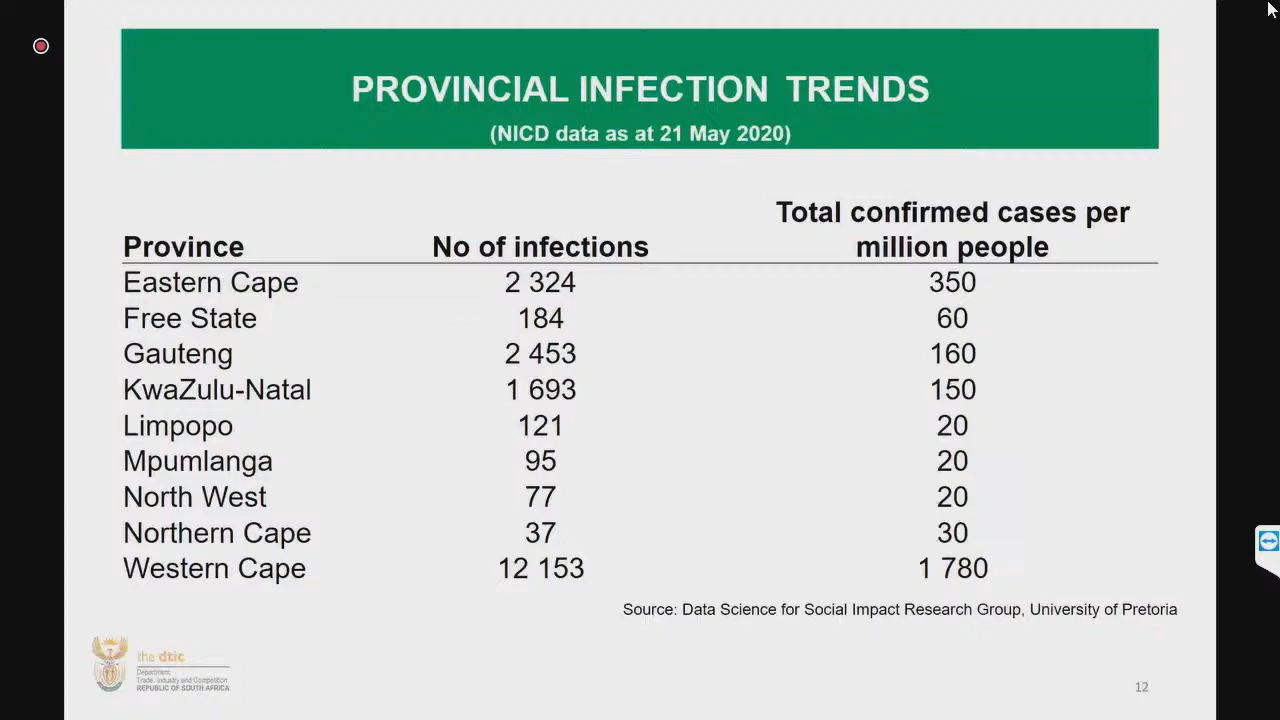 PROVINCIAL INFECTION TRENDS
(NICD data as at 21 May 2020)
Total confirmed cases per
Province No of infections million people
Eastern Cape 2 324 350
Free State 184 60
Gauteng 2 453 160
KwaZulu-Natal 1 693 150
Limpopo 121 20
Mpumlanga 95 20
North West 77 20
Northern Cape 37 30
Western Cape 12 153 1 780
Source: Data Science for Social Impact Research Group, University of Pretoria
the dtic
Department:
Trade, Industry and Competition
REPUBLIC OF SOUTH AFRICA
12